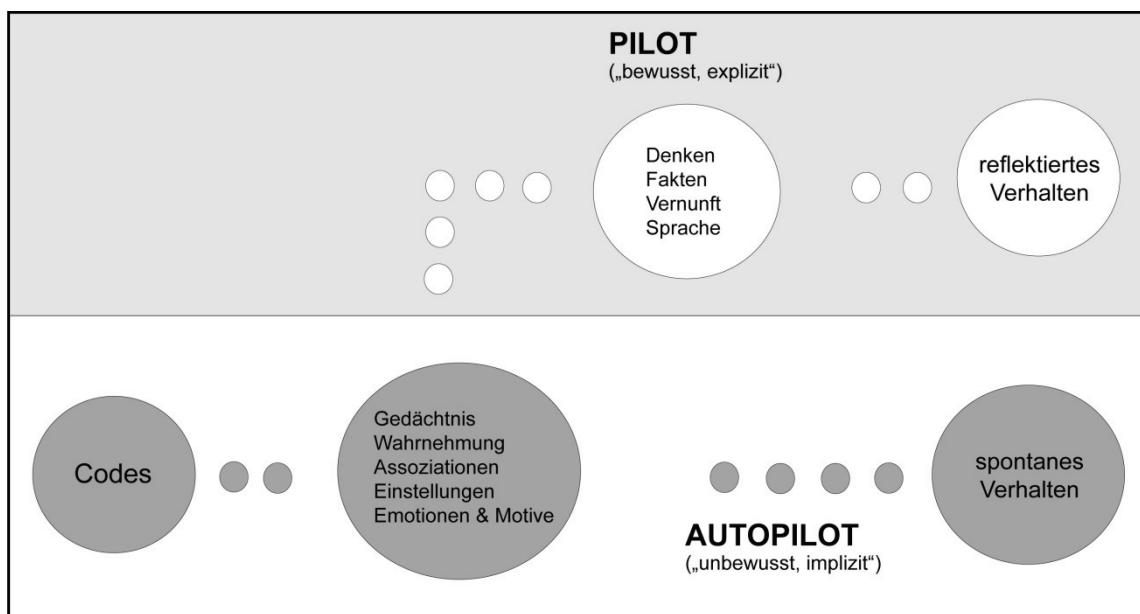 PILOT
(„bewusst, explizit“)
Denken
Fakten
Vernunft
Sprache
reflektiertes
Verhalten
Codes
Gedächtnis
Wahrnehmung
Assoziationen
Einstellungen
Emotionen & Motive
AUTOPILOT
(„unbewusst, implizit“)
spontanes
Verhalten